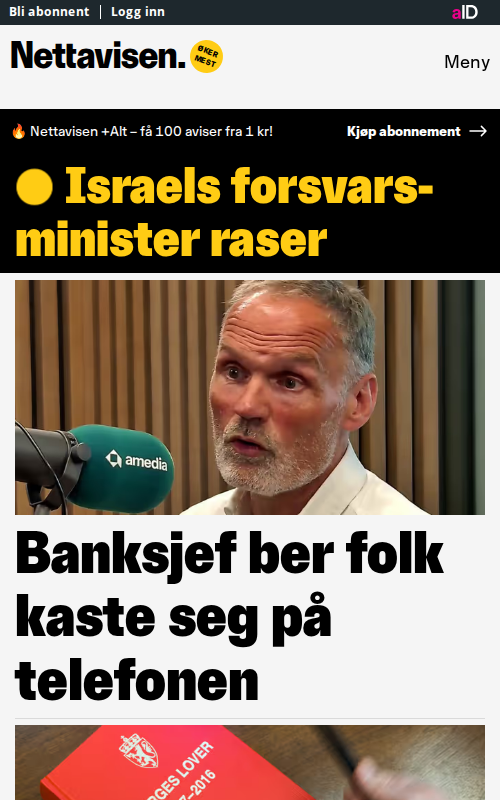 Bli abonnent | Logg inn
aID
Nettavisen.
ØKER
MEST
Meny
🔥 Nettavisen +Alt – få 100 aviser fra 1 kr!
Kjøp abonnement →
Israels forsvars-
minister raser
amedia
Banksjef ber folk
kaste seg på
telefonen
LOVER
-2016